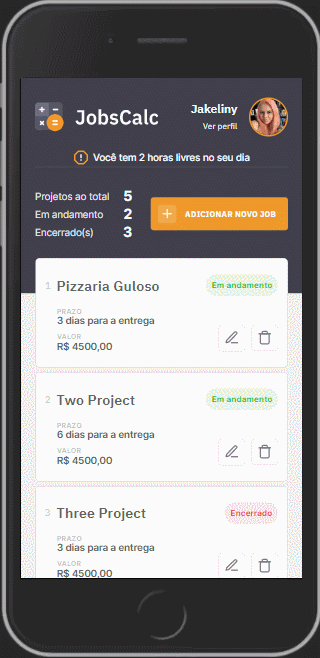 JobsCalc
Jakeliny
Ver perfil
Você tem 2 horas livres no seu dia
Projetos ao total 5
Em andamento 2
Encerrado(s) 3
ADICIONAR NOVO JOB
1 Pizzaria Guloso
Em andamento
PRAZO
3 dias para a entrega
VALOR
R$ 4500,00
2 Two Project
Em andamento
PRAZO
6 dias para a entrega
VALOR
R$ 4500,00
3 Three Project
Encerrado
PRAZO
3 dias para a entrega
VALOR
R$ 4500,00